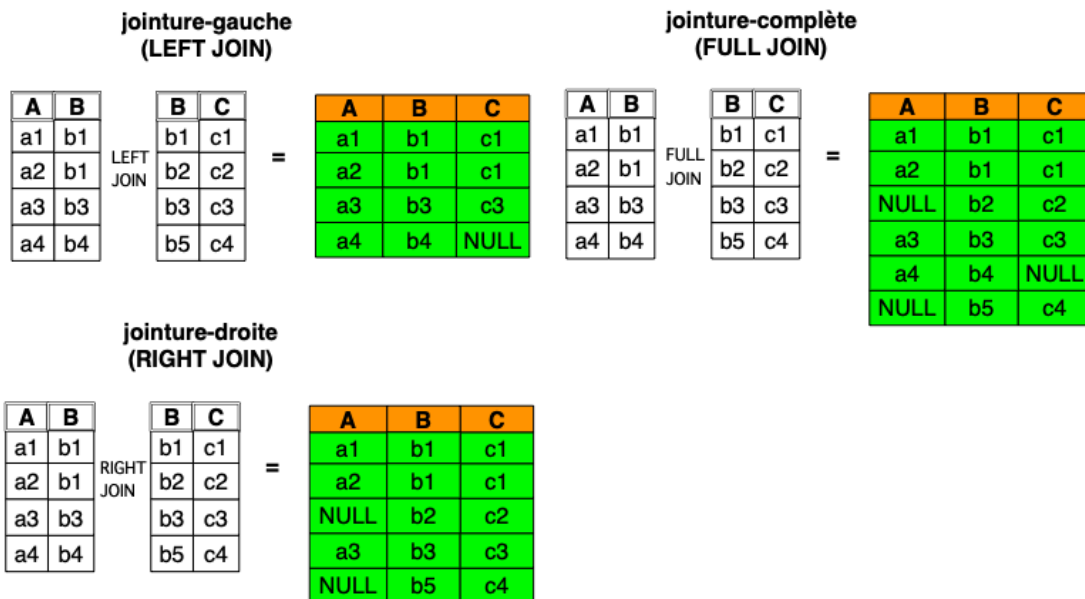 jointure-gauche
(LEFT JOIN)
A B B C A B C
a1 b1 b1 c1 a1 b1 c1
a2 b1 LEFT JOIN b2 c2 = a2 b1 c1
a3 b3 b3 c3 a3 b3 c3
a4 b4 b5 c4 a4 b4 NULL
jointure-complète
(FULL JOIN)
A B B C A B C
a1 b1 b1 c1 a1 b1 c1
a2 b1 FULL JOIN b2 c2 = a2 b1 c1
a3 b3 b3 c3 NULL b2 c2
a4 b4 b5 c4 a3 b3 c3
a4 b4 NULL
NULL b5 c4
jointure-droite
(RIGHT JOIN)
A B B C A B C
a1 b1 b1 c1 a1 b1 c1
a2 b1 RIGHT JOIN b2 c2 = a2 b1 c1
a3 b3 b3 c3 NULL b2 c2
a4 b4 b5 c4 a3 b3 c3
NULL b5 c4